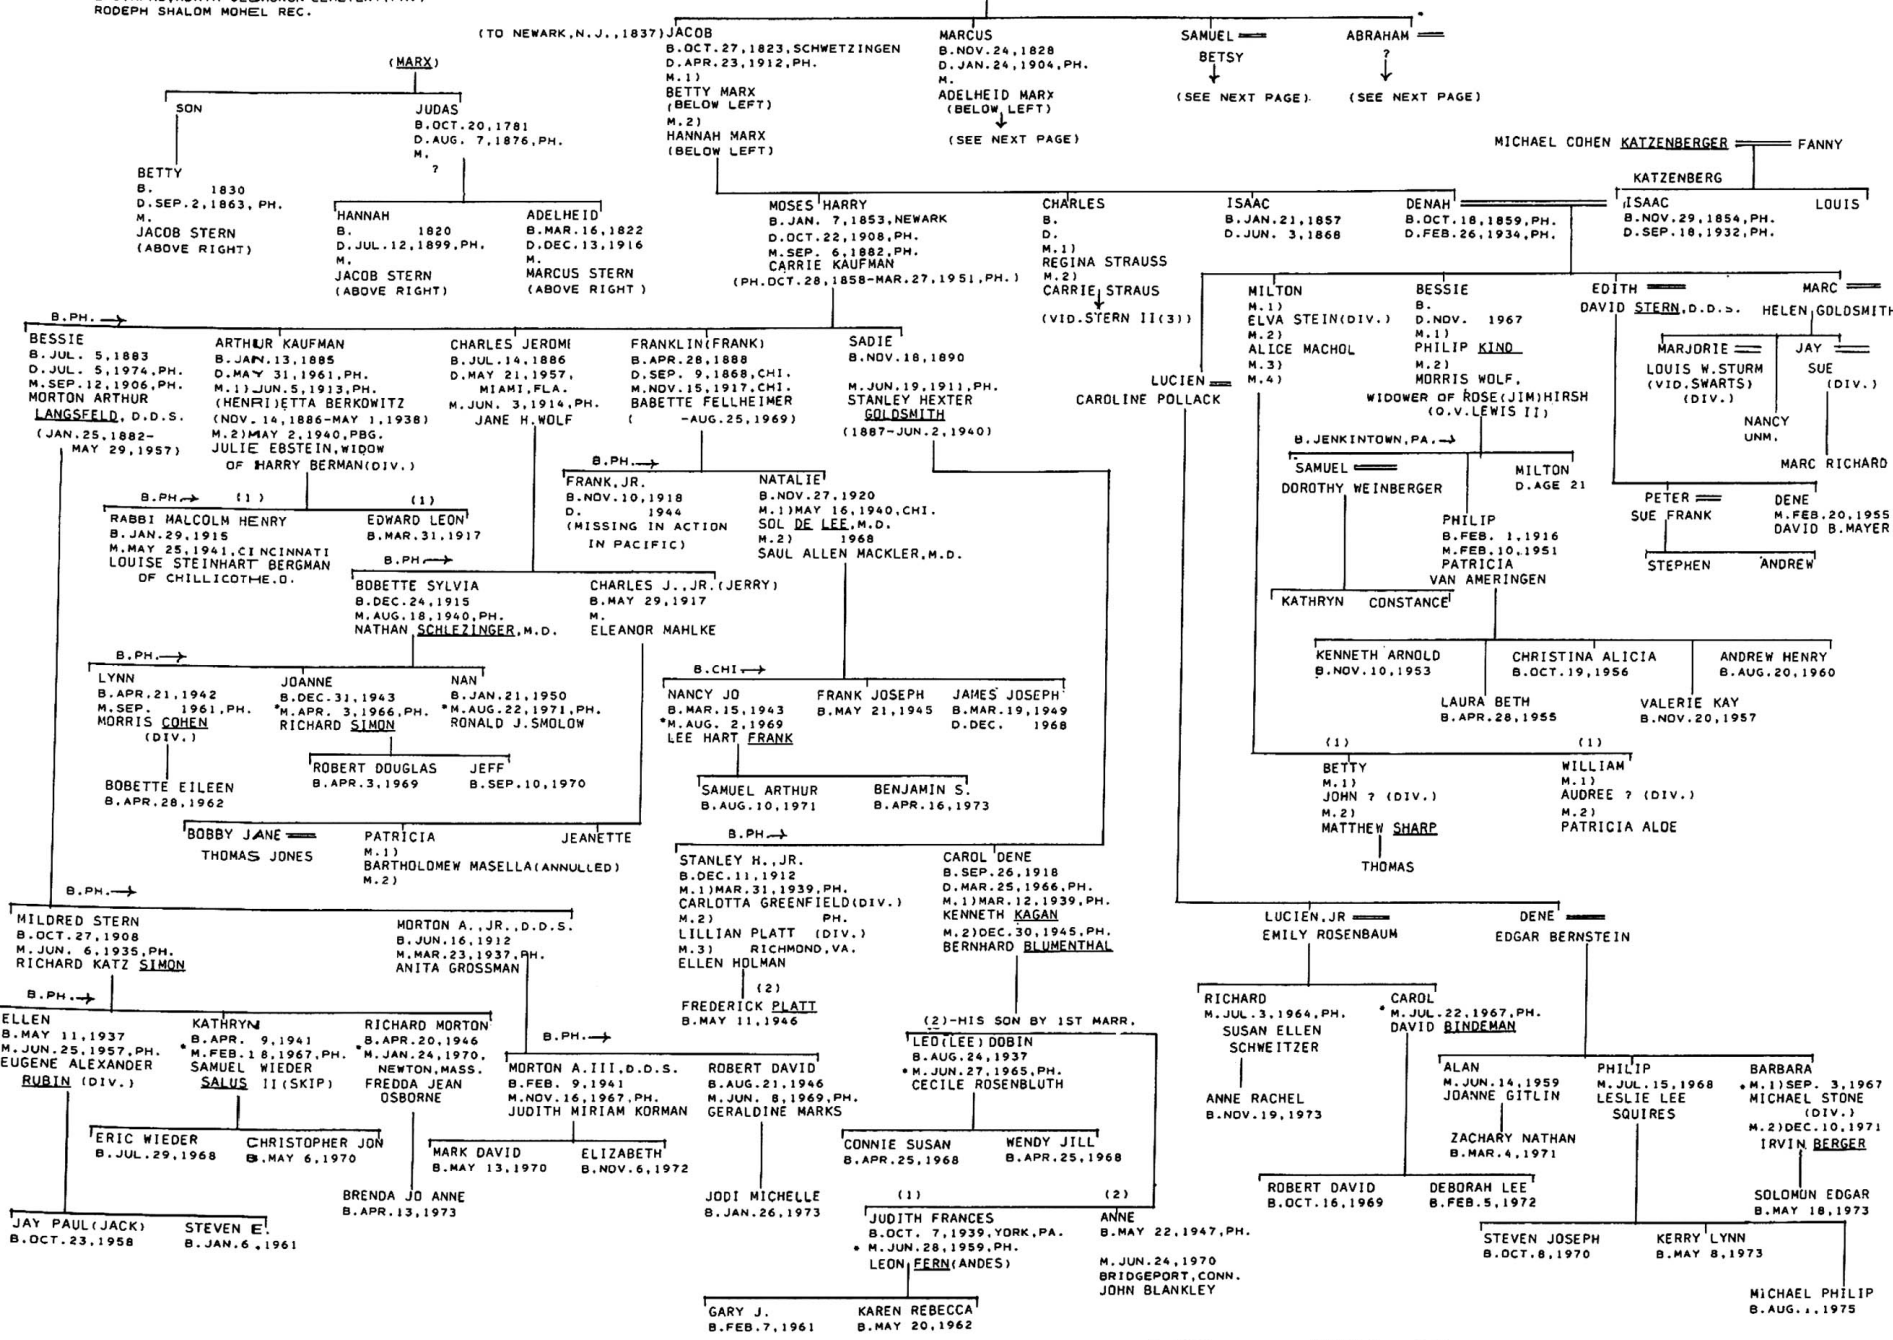 RODEPH SHALOM MOHEL REC.
(TO NEWARK,N.J.,1837)
JACOB
B.OCT.27,1823,SCHWETZINGEN
D.APR.23,1912,PH.
M.1)
BETTY MARX
(BELOW LEFT)
M.2)
HANNAH MARX
(BELOW LEFT)
MARCUS
B.NOV.24,1828
D.JAN.24,1904,PH.
M.
ADELHEID MARX
(BELOW LEFT)
(SEE NEXT PAGE)
SAMUEL
BETSY
(SEE NEXT PAGE)
ABRAHAM
?
(SEE NEXT PAGE)
(MARX)
SON
JUDAS
B.OCT.20,1781
D.AUG. 7,1876,PH.
M.
?
BETTY
B. 1830
D.SEP.2,1863,PH.
M.
JACOB STERN
(ABOVE RIGHT)
HANNAH
B. 1820
D.JUL.12,1899,PH.
M.
JACOB STERN
(ABOVE RIGHT)
ADELHEID
B.MAR.16,1822
D.DEC.13,1916
M.
MARCUS STERN
(ABOVE RIGHT)
MICHAEL COHEN KATZENBERGER
FANNY
KATZENBERG
ISAAC
B.NOV.29,1854,PH.
D.SEP.18,1932,PH.
LOUIS
MOSES HARRY
B.JAN. 7,1853,NEWARK
D.OCT.22,1908,PH.
M.SEP. 6,1882,PH.
CARRIE KAUFMAN
(PH.OCT.28,1858-MAR.27,1951,PH.)
CHARLES
B.
D.
M.1)
REGINA STRAUSS
M.2)
CARRIE STRAUS
(VID.STERN II(3))
ISAAC
B.JAN.21,1857
D.JUN. 3,1868
DENAH
B.OCT.18,1859,PH.
D.FEB.26,1934,PH.
B.PH.
BESSIE
B.JUL. 5,1883
D.JUL. 5,1974,PH.
M.SEP.12,1906,PH.
MORTON ARTHUR
LANGSFELD, D.D.S.
(JAN.25,1882-
MAY 29,1957)
ARTHUR KAUFMAN
B.JAN.13,1885
D.MAY 31,1961,PH.
M.1)JUN.5,1913,PH.
(HENRI)ETTA BERKOWITZ
(NOV.14,1886-MAY 1,1938)
M.2)MAY 2,1940,PBG.
JULIE EBSTEIN,WIDOW
OF HARRY BERMAN(DIV.)
CHARLES JEROME
B.JUL.14,1886
D.MAY 21,1957,
MIAMI,FLA.
M.JUN. 3,1914,PH.
JANE H.WOLF
FRANKLIN(FRANK)
B.APR.28,1888
D.SEP. 9,1868,CHI.
M.NOV.15,1917,CHI.
BABETTE FELLHEIMER
( -AUG.25,1969)
SADIE
B.NOV.18,1890
M.JUN.19,1911,PH.
STANLEY HEXTER
GOLDSMITH
(1887-JUN.2,1940)
LUCIEN
CAROLINE POLLACK
MILTON
M.1)
ELVA STEIN(DIV.)
M.2)
ALICE MACHOL
M.3)
M.4)
BESSIE
B.
D.NOV. 1967
M.1)
PHILIP KIND
M.2)
MORRIS WOLF,
WIDOWER OF ROSE(JIM)HIRSH
(O.V.LEWIS II)
EDITH
DAVID STERN,D.D.S.
MARC
HELEN GOLDSMITH
MARJORIE
LOUIS W.STURM
(VID.SWARTS)
(DIV.)
NANCY
UNM.
JAY
SUE
(DIV.)
MARC RICHARD
B.JENKINTOWN,PA.
SAMUEL
DOROTHY WEINBERGER
PHILIP
B.FEB. 1,1916
M.FEB.10,1951
PATRICIA
VAN AMERINGEN
MILTON
D.AGE 21
PETER
SUE FRANK
DENE
M.FEB.20,1955
DAVID B.MAYER
STEPHEN
ANDREW
KATHRYN
CONSTANCE
B.PH.
(1)
RABBI MALCOLM HENRY
B.JAN.29,1915
M.MAY 25,1941,CINCINNATI
LOUISE STEINHART BERGMAN
OF CHILLICOTHE.O.
(1)
EDWARD LEON
B.MAR.31,1917
B.PH.
FRANK,JR.
B.NOV.10,1918
D. 1944
(MISSING IN ACTION
IN PACIFIC)
NATALIE
B.NOV.27,1920
M.1)MAY 16,1940,CHI.
SOL DE LEE,M.D.
M.2) 1968
SAUL ALLEN MACKLER,M.D.
B.PH
BOBETTE SYLVIA
B.DEC.24,1915
M.AUG.18,1940,PH.
NATHAN SCHLEZINGER,M.D.
CHARLES J.,JR.(JERRY)
B.MAY 29,1917
M.
ELEANOR MAHLKE
KENNETH ARNOLD
B.NOV.10,1953
LAURA BETH
B.APR.28,1955
CHRISTINA ALICIA
B.OCT.19,1956
VALERIE KAY
B.NOV.20,1957
ANDREW HENRY
B.AUG.20,1960
B.PH.
LYNN
B.APR.21,1942
M.SEP. 1961,PH.
MORRIS COHEN
(DIV.)
JOANNE
B.DEC.31,1943
*M.APR. 3,1966,PH.
RICHARD SIMON
NAN
B.JAN.21,1950
*M.AUG.22,1971,PH.
RONALD J.SMOLOW
B.CHI
NANCY JO
B.MAR.15,1943
*M.AUG. 2,1969
LEE HART FRANK
FRANK JOSEPH
B.MAY 21,1945
JAMES JOSEPH
B.MAR.19,1949
D.DEC. 1968
BOBETTE EILEEN
B.APR.28,1962
ROBERT DOUGLAS
B.APR.3,1969
JEFF
B.SEP.10,1970
SAMUEL ARTHUR
B.AUG.10,1971
BENJAMIN S.
B.APR.16,1973
(1)
BETTY
M.1)
JOHN ? (DIV.)
M.2)
MATTHEW SHARP
THOMAS
(1)
WILLIAM
M.1)
AUDREE ? (DIV.)
M.2)
PATRICIA ALOE
BOBBY JANE
THOMAS JONES
PATRICIA
M.1)
BARTHOLOMEW MASELLA(ANNULLED)
M.2)
JEANETTE
B.PH.
STANLEY H.,JR.
B.DEC.11,1912
M.1)MAR.31,1939,PH.
CARLOTTA GREENFIELD(DIV.)
M.2) PH.
LILLIAN PLATT (DIV.)
M.3) RICHMOND,VA.
ELLEN HOLMAN
(2)
FREDERICK PLATT
B.MAY 11,1946
CAROL DENE
B.SEP.26,1918
D.MAR.25,1966,PH.
M.1)MAR.12,1939,PH.
KENNETH KAGAN
M.2)DEC.30,1945,PH.
BERNHARD BLUMENTHAL
B.PH.
MILDRED STERN
B.OCT.27,1908
M.JUN. 6,1935,PH.
RICHARD KATZ SIMON
MORTON A.,JR.,D.D.S.
B.JUN.16,1912
M.MAR.23,1937,PH.
ANITA GROSSMAN
LUCIEN,JR
EMILY ROSENBAUM
DENE
EDGAR BERNSTEIN
B.PH.
ELLEN
B.MAY 11,1937
M.JUN.25,1957,PH.
EUGENE ALEXANDER
RUBIN (DIV.)
KATHRYN
B.APR. 9,1941
*M.FEB.18,1967,PH.
SAMUEL WIEDER
SALUS II(SKIP)
RICHARD MORTON
B.APR.20,1946
*M.JAN.24,1970,
NEWTON,MASS.
FREDDA JEAN
OSBORNE
B.PH.
MORTON A.III,D.D.S.
B.FEB. 9,1941
M.NOV.16,1967,PH.
JUDITH MIRIAM KORMAN
ROBERT DAVID
B.AUG.21,1946
M.JUN. 8,1969,PH.
GERALDINE MARKS
(2)-HIS SON BY 1ST MARR.
LEO(LEE) DOBIN
B.AUG.24,1937
*M.JUN.27,1965,PH.
CECILE ROSENBLUTH
RICHARD
M.JUL.3,1964,PH.
SUSAN ELLEN
SCHWEITZER
ANNE RACHEL
B.NOV.19,1973
CAROL
*M.JUL.22,1967,PH.
DAVID BINDEMAN
ALAN
M.JUN.14,1959
JOANNE GITLIN
ZACHARY NATHAN
B.MAR.4,1971
PHILIP
M.JUL.15,1968
LESLIE LEE
SQUIRES
BARBARA
*M.1)SEP. 3,1967
MICHAEL STONE
(DIV.)
M.2)DEC.10,1971
IRVIN BERGER
SOLOMON EDGAR
B.MAY 18,1973
ERIC WIEDER
B.JUL.29,1968
CHRISTOPHER JON
B.MAY 6,1970
BRENDA JO ANNE
B.APR.13,1973
MARK DAVID
B.MAY 13,1970
ELIZABETH
B.NOV.6,1972
JODI MICHELLE
B.JAN.26,1973
CONNIE SUSAN
B.APR.25,1968
WENDY JILL
B.APR.25,1968
ROBERT DAVID
B.OCT.16,1969
DEBORAH LEE
B.FEB.5,1972
JAY PAUL(JACK)
B.OCT.23,1958
STEVEN E.
B.JAN.6,1961
(1)
JUDITH FRANCES
B.OCT. 7,1939,YORK,PA.
*M.JUN.28,1959,PH.
LEON FERN(ANDES)
(2)
ANNE
B.MAY 22,1947,PH.
M.JUN.24,1970
BRIDGEPORT,CONN.
JOHN BLANKLEY
STEVEN JOSEPH
B.OCT.8,1970
KERRY LYNN
B.MAY 8,1973
MICHAEL PHILIP
B.AUG. ,1975
GARY J.
B.FEB.7,1961
KAREN REBECCA
B.MAY 20,1962